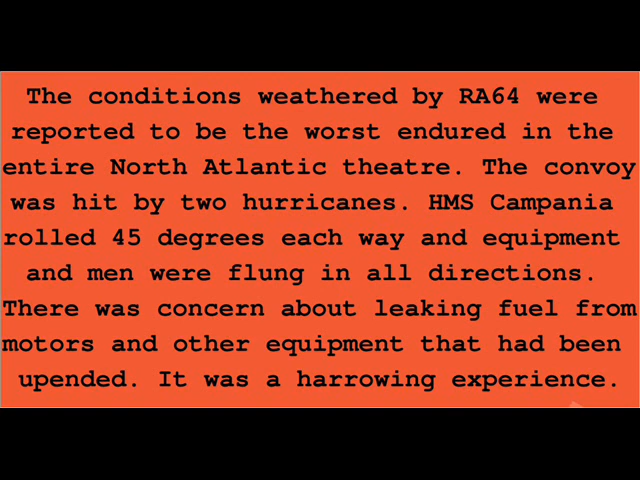 The conditions weathered by RA64 were
reported to be the worst endured in the
entire North Atlantic theatre. The convoy
was hit by two hurricanes. HMS Campania
rolled 45 degrees each way and equipment
and men were flung in all directions.
There was concern about leaking fuel from
motors and other equipment that had been
upended. It was a harrowing experience.